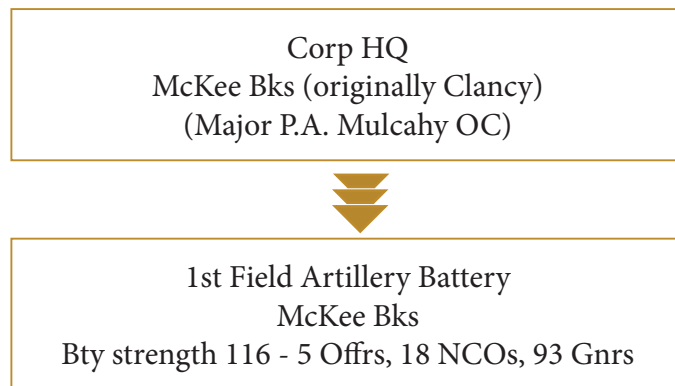 Corp HQ
McKee Bks (originally Clancy)
(Major P.A. Mulcahy OC)
1st Field Artillery Battery
McKee Bks
Bty strength 116 - 5 Offrs, 18 NCOs, 93 Gnrs